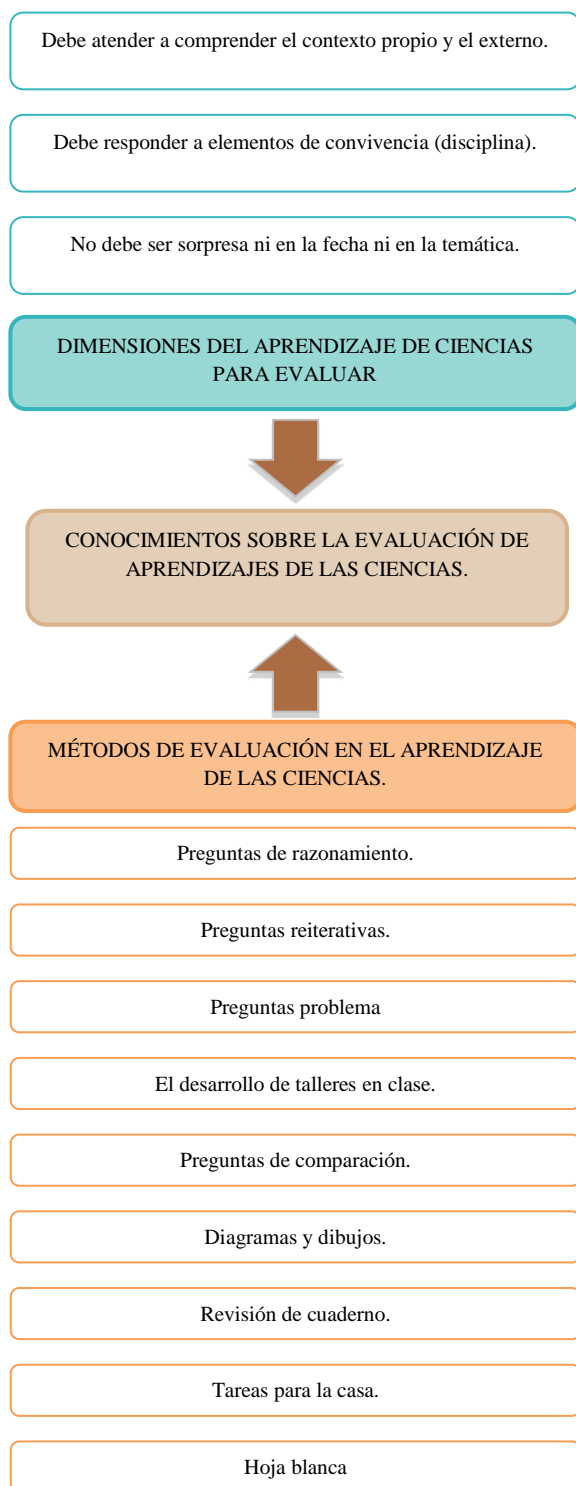 Debe atender a comprender el contexto propio y el externo.
Debe responder a elementos de convivencia (disciplina).
No debe ser sorpresa ni en la fecha ni en la temática.
DIMENSIONES DEL APRENDIZAJE DE CIENCIAS
PARA EVALUAR
CONOCIMIENTOS SOBRE LA EVALUACIÓN DE
APRENDIZAJES DE LAS CIENCIAS.
MÉTODOS DE EVALUACIÓN EN EL APRENDIZAJE
DE LAS CIENCIAS.
Preguntas de razonamiento.
Preguntas reiterativas.
Preguntas problema
El desarrollo de talleres en clase.
Preguntas de comparación.
Diagramas y dibujos.
Revisión de cuaderno.
Tareas para la casa.
Hoja blanca